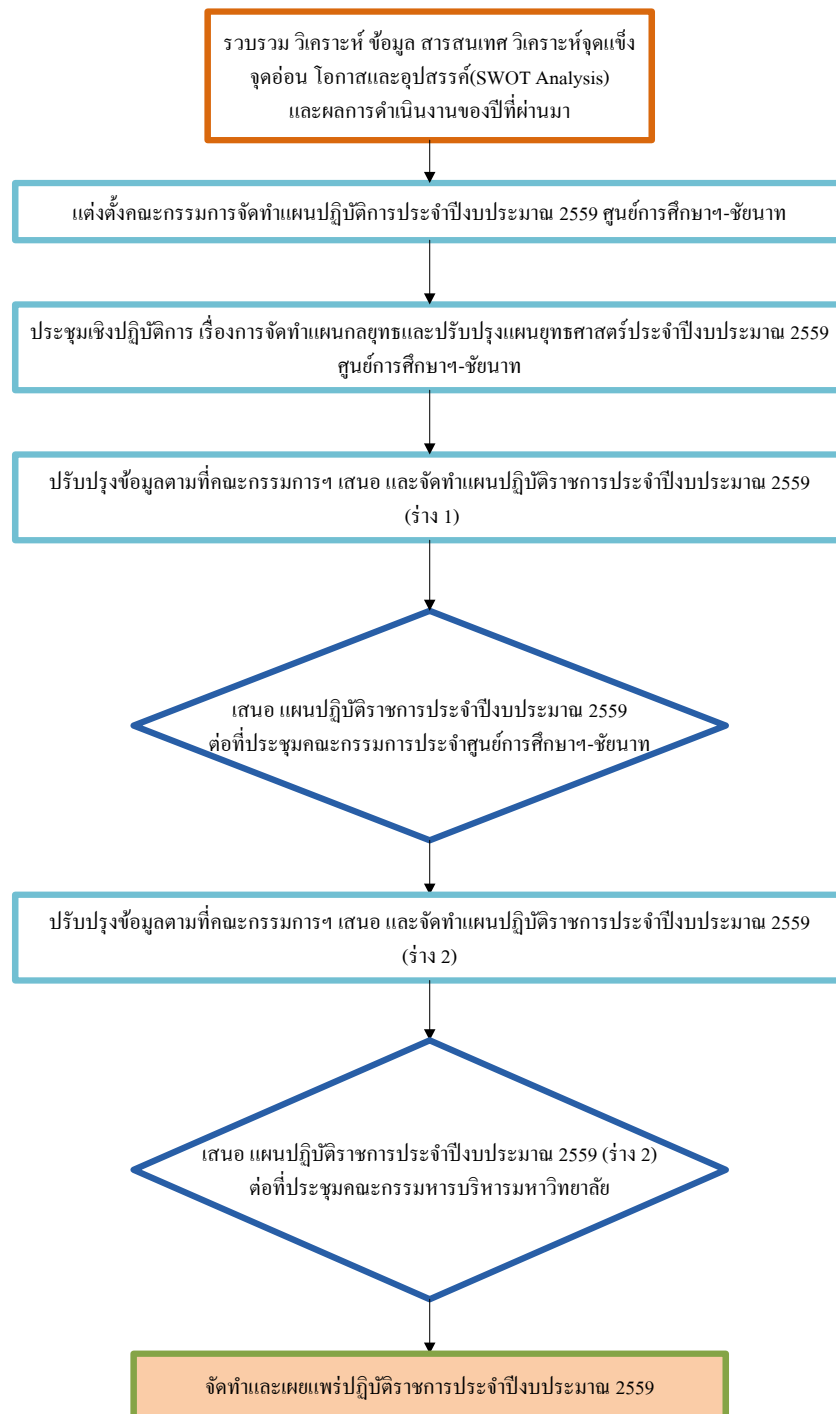 รวบรวม วิเคราะห์ ข้อมูล สารสนเทศ วิเคราะห์จุดแข็ง
จุดอ่อน โอกาสและอุปสรรค์(SWOT Analysis)
และผลการดำเนินงานของปีที่ผ่านมา
แต่งตั้งคณะกรรมการจัดทำแผนปฏิบัติการประจำปีงบประมาณ 2559 ศูนย์การศึกษาฯ-ชัยนาท
ประชุมเชิงปฏิบัติการ เรื่องการจัดทำแผนกลยุทธและปรับปรุงแผนยุทธศาสตร์ประจำปีงบประมาณ 2559
ศูนย์การศึกษาฯ-ชัยนาท
ปรับปรุงข้อมูลตามที่คณะกรรมการฯ เสนอ และจัดทำแผนปฏิบัติราชการประจำปีงบประมาณ 2559
(ร่าง 1)
เสนอ แผนปฏิบัติราชการประจำปีงบประมาณ 2559
ต่อที่ประชุมคณะกรรมการประจำศูนย์การศึกษาฯ-ชัยนาท
ปรับปรุงข้อมูลตามที่คณะกรรมการฯ เสนอ และจัดทำแผนปฏิบัติราชการประจำปีงบประมาณ 2559
(ร่าง 2)
เสนอ แผนปฏิบัติราชการประจำปีงบประมาณ 2559 (ร่าง 2)
ต่อที่ประชุมคณะกรรมหารบริหารมหาวิทยาลัย
จัดทำและเผยแพร่ปฏิบัติราชการประจำปีงบประมาณ 2559